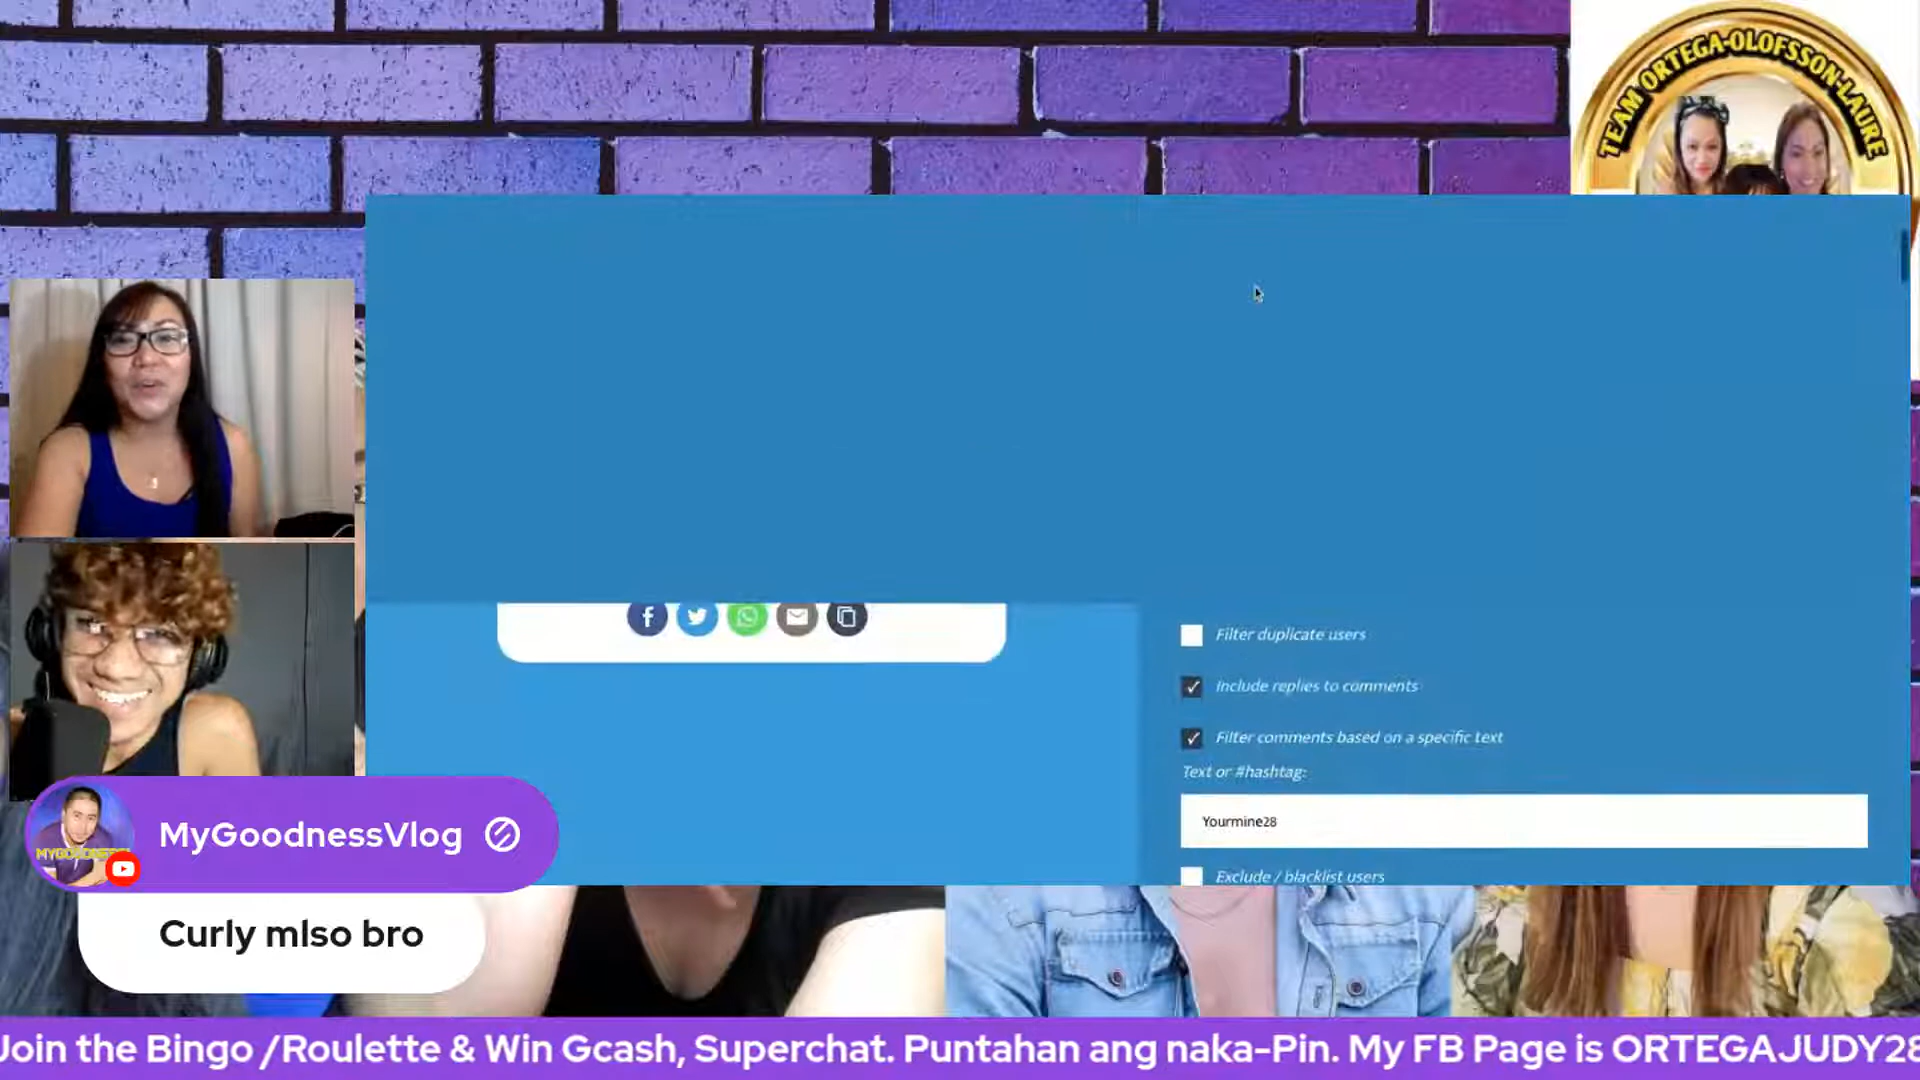 TEAM ORTEGA-OLOFSSON-LAURE
Filter duplicate users
Include replies to comments
Filter comments based on a specific text
Text or #hashtag:
Yourmine28
Exclude / blacklist users
MyGoodnessVlog
Curly mlso bro
Join the Bingo /Roulette & Win Gcash, Superchat. Puntahan ang naka-Pin. My FB Page is ORTEGAJUDY28